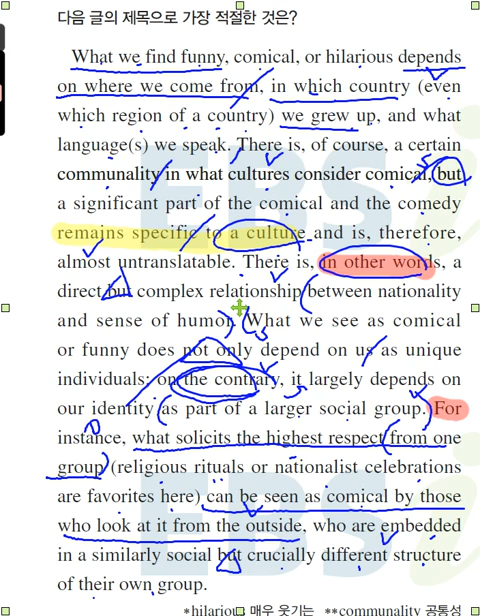 다음 글의 제목으로 가장 적절한 것은?
What we find funny, comical, or hilarious depends
on where we come from, in which country (even
which region of a country) we grew up, and what
language(s) we speak. There is, of course, a certain
communality in what cultures consider comical, but
a significant part of the comical and the comedy
remains specific to a culture and is, therefore,
almost untranslatable. There is, in other words, a
direct but complex relationship between nationality
and sense of humor. What we see as comical
or funny does not only depend on us as unique
individuals; on the contrary, it largely depends on
our identity as part of a larger social group. For
instance, what solicits the highest respect from one
group (religious rituals or nationalist celebrations
are favorites here) can be seen as comical by those
who look at it from the outside, who are embedded
in a similarly social but crucially different structure
of their own group.
*hilarious 매우 웃기는 **communality 공통성
EBS i
EBS i